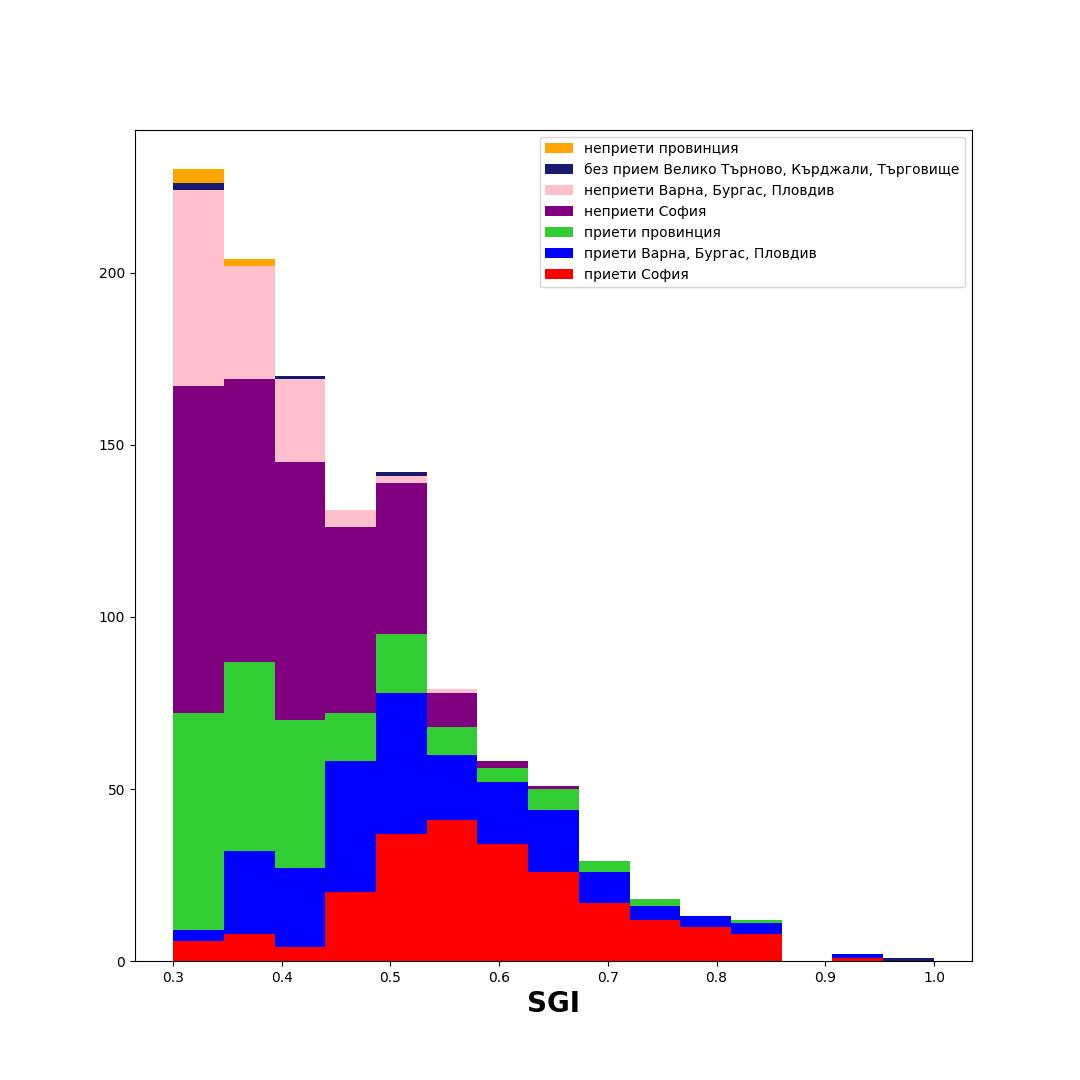 неприети провинция
без прием Велико Търново, Кърджали, Търговище
неприети Варна, Бургас, Пловдив
неприети София
приети провинция
приети Варна, Бургас, Пловдив
приети София
200
150
100
50
0
0.3 0.4 0.5 0.6 0.7 0.8 0.9 1.0
SGI